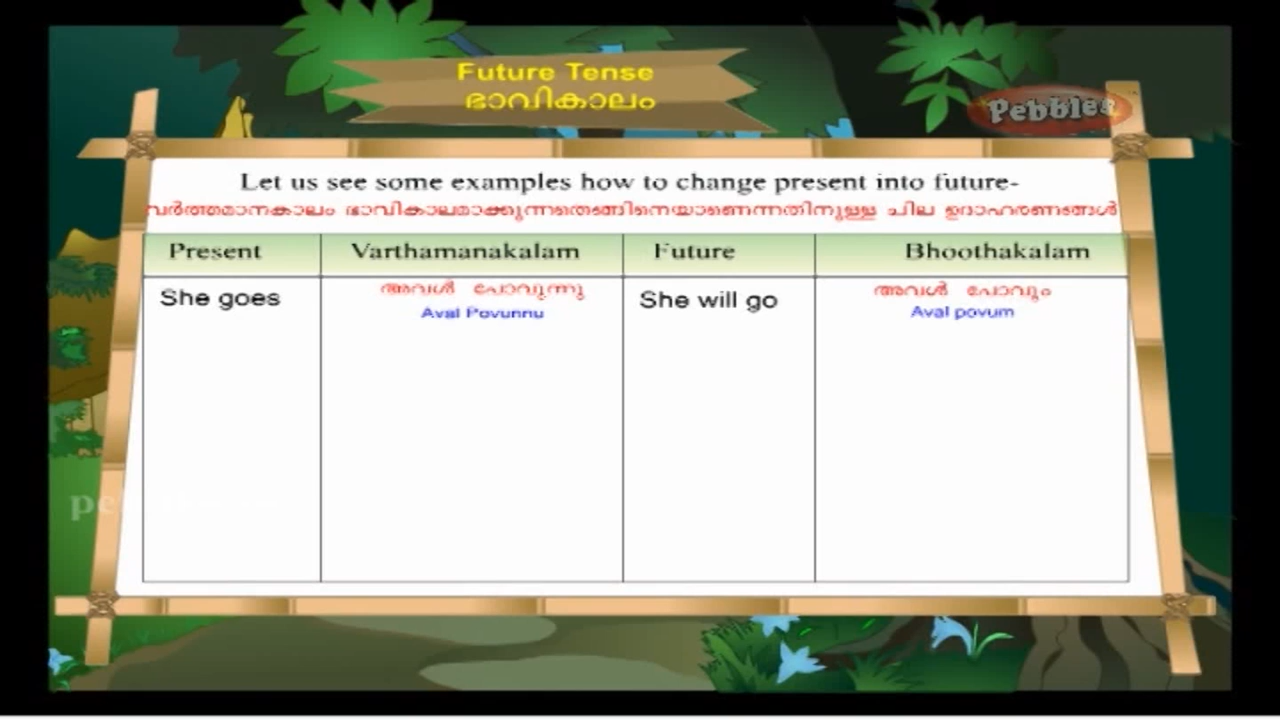 Future Tense
ഭാവികാലം
Pebbles
Let us see some examples how to change present into future-
വർത്തമാനകാലം ഭാവികാലമാക്കുന്നതെങ്ങിനെയാണെന്നതിനുള്ള ചില ഉദാഹരണങ്ങൾ
Present Varthamanakalam Future Bhoothakalam
She goes അവൾ പോവുന്നു She will go അവൾ പോവും
Aval Povunnu Aval povum